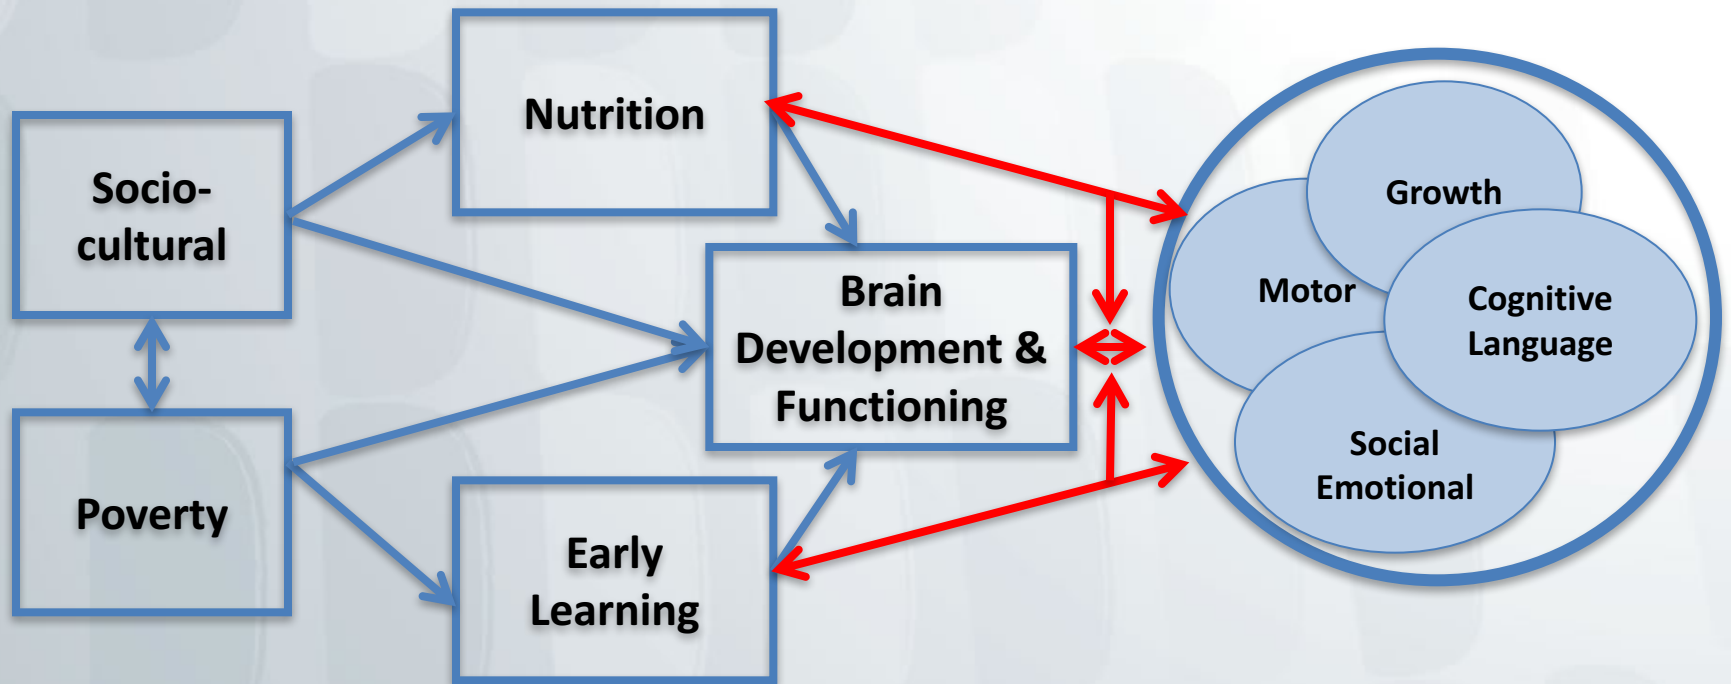 Socio-
cultural
Poverty
Nutrition
Early
Learning
Brain
Development &
Functioning
Growth
Motor
Cognitive
Language
Social
Emotional